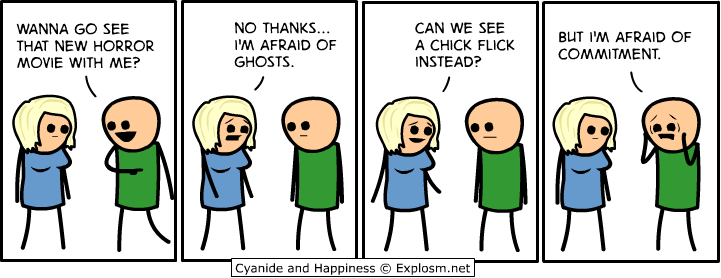 WANNA GO SEE
THAT NEW HORROR
MOVIE WITH ME?
NO THANKS...
I'M AFRAID OF
GHOSTS.
CAN WE SEE
A CHICK FLICK
INSTEAD?
BUT I'M AFRAID OF
COMMITMENT.
Cyanide and Happiness © Explosm.net